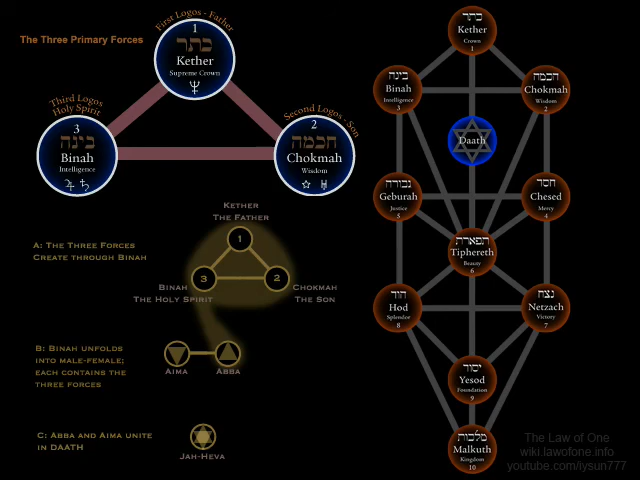 The Three Primary Forces
First Logos - Father
1
כתר
Kether
Supreme Crown
Third Logos
Holy Spirit
3
בינה
Binah
Intelligence
Second Logos - Son
2
חכמה
Chokmah
Wisdom
Kether
The Father
1
3
2
Binah
The Holy Spirit
Chokmah
The Son
A: The Three Forces
Create through Binah
B: Binah unfolds
into male-female;
each contains the
three forces
Aima
Abba
C: Abba and Aima unite
in DAATH
Jah-Heva
כתר
Kether
Crown
1
בינה
Binah
Intelligence
3
חכמה
Chokmah
Wisdom
2
Daath
גבורה
Geburah
Justice
5
חסד
Chesed
Mercy
4
תפארת
Tiphereth
Beauty
6
הוד
Hod
Splendor
8
נצח
Netzach
Victory
7
יסוד
Yesod
Foundation
9
מלכות
Malkuth
Kingdom
10
The Law of One
wiki.lawofone.info
youtube.com/iysun777